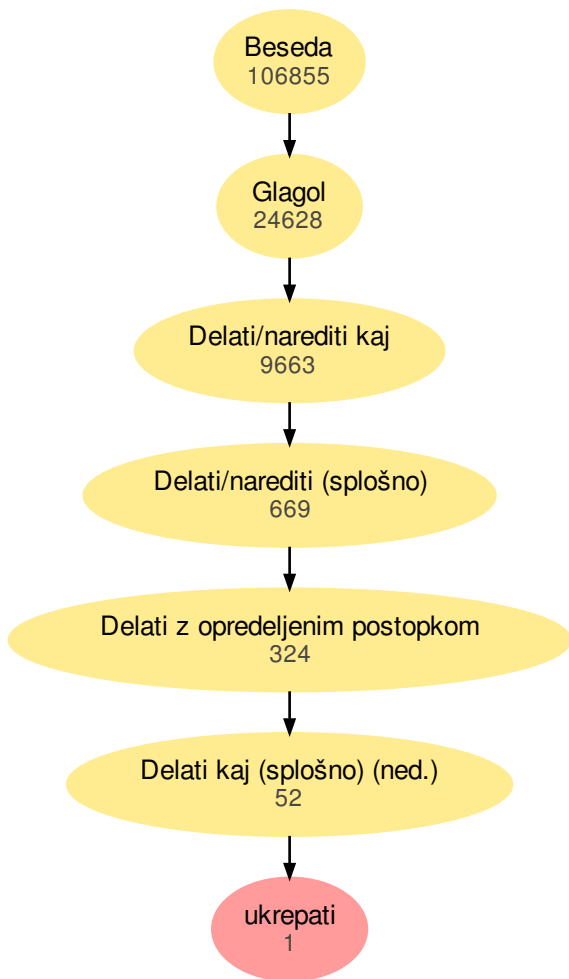 Beseda
106855
Glagol
24628
Delati/narediti kaj
9663
Delati/narediti (splošno)
669
Delati z opredeljenim postopkom
324
Delati kaj (splošno) (ned.)
52
ukrepati
1